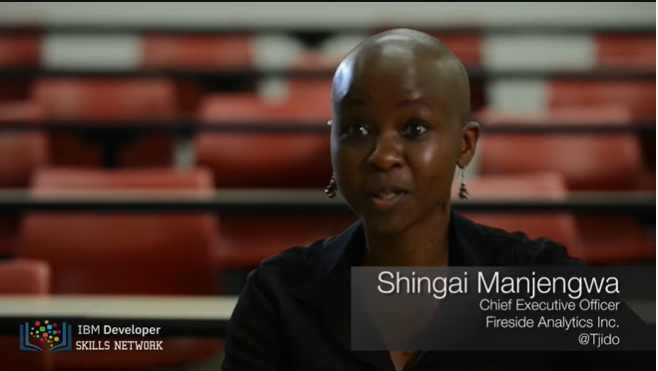 Shingai Manjengwa
Chief Executive Officer
Fireside Analytics Inc.
@Tjido
IBM Developer
SKILLS NETWORK